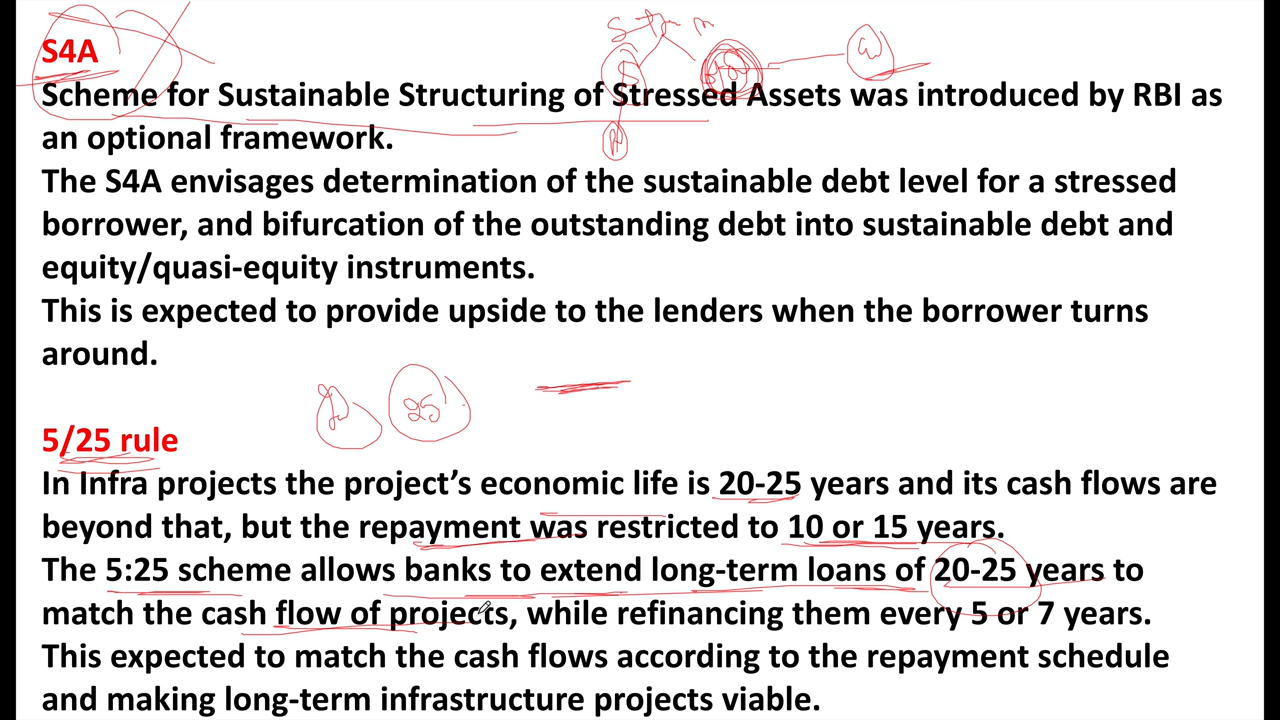 S4A
Scheme for Sustainable Structuring of Stressed Assets was introduced by RBI as
an optional framework.
The S4A envisages determination of the sustainable debt level for a stressed
borrower, and bifurcation of the outstanding debt into sustainable debt and
equity/quasi-equity instruments.
This is expected to provide upside to the lenders when the borrower turns
around.
25
5/25 rule
In Infra projects the project's economic life is 20-25 years and its cash flows are
beyond that, but the repayment was restricted to 10 or 15 years.
The 5:25 scheme allows banks to extend long-term loans of 20-25 years to
match the cash flow of projects, while refinancing them every 5 or 7 years.
This expected to match the cash flows according to the repayment schedule
and making long-term infrastructure projects viable.